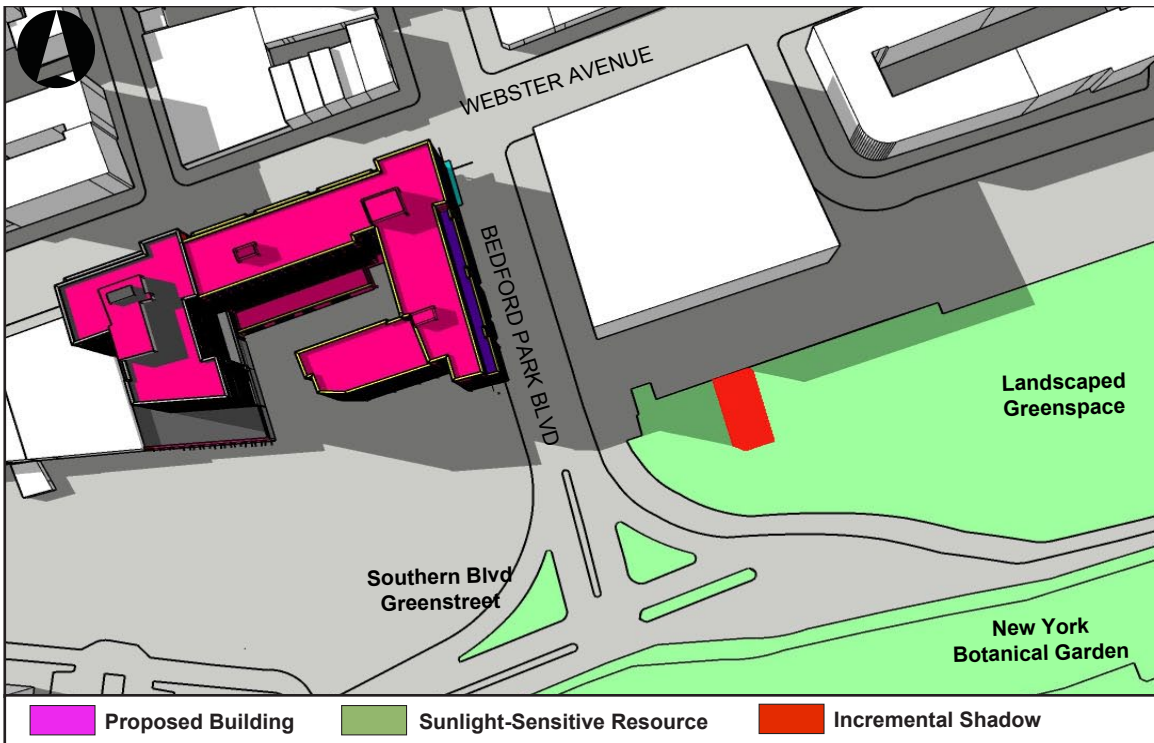 WEBSTER AVENUE
BEDFORD PARK BLVD
Landscaped
Greenspace
Southern Blvd
Greenstreet
New York
Botanical Garden
Proposed Building
Sunlight-Sensitive Resource
Incremental Shadow